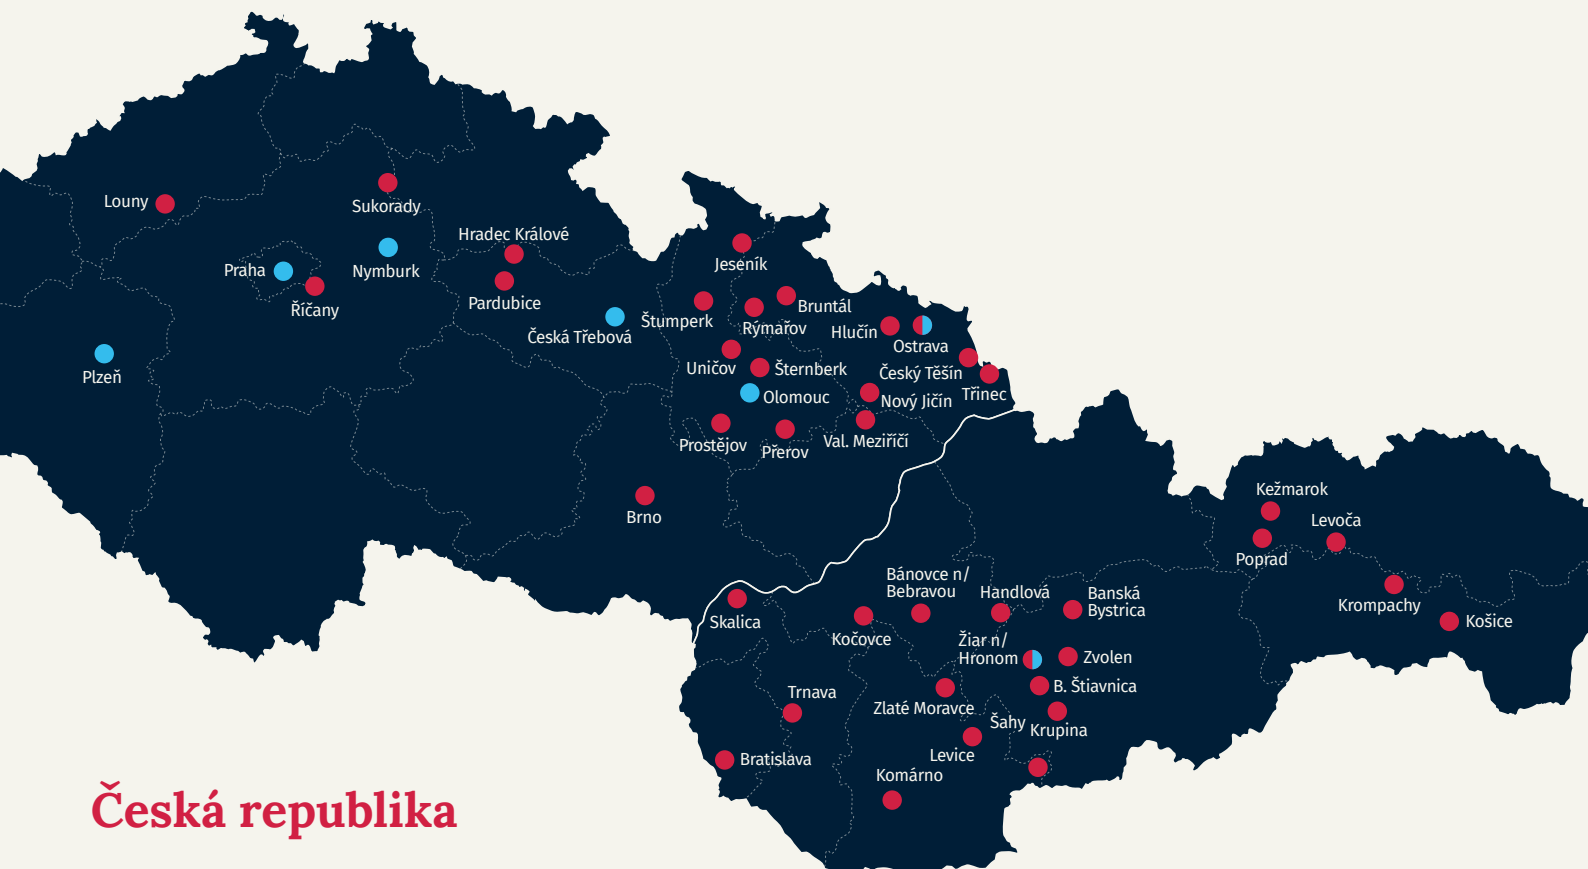 Louny
Sukorady
Hradec Králové
Praha
Nymburk
Říčany
Pardubice
Česká Třebová
Plzeň
Jeseník
Bruntál
Štumperk
Rýmařov
Hlučín
Ostrava
Uničov
Šternberk
Český Těšín
Třinec
Olomouc
Nový Jičín
Prostějov
Přerov
Val. Meziříčí
Brno
Kežmarok
Levoča
Poprad
Krompachy
Košice
Skalica
Bánovce n/
Bebravou
Handlová
Banská
Bystrica
Kočovce
Žiar n/
Hronom
Zvolen
B. Štiavnica
Trnava
Zlaté Moravce
Šahy
Krupina
Levice
Bratislava
Komárno
Česká republika